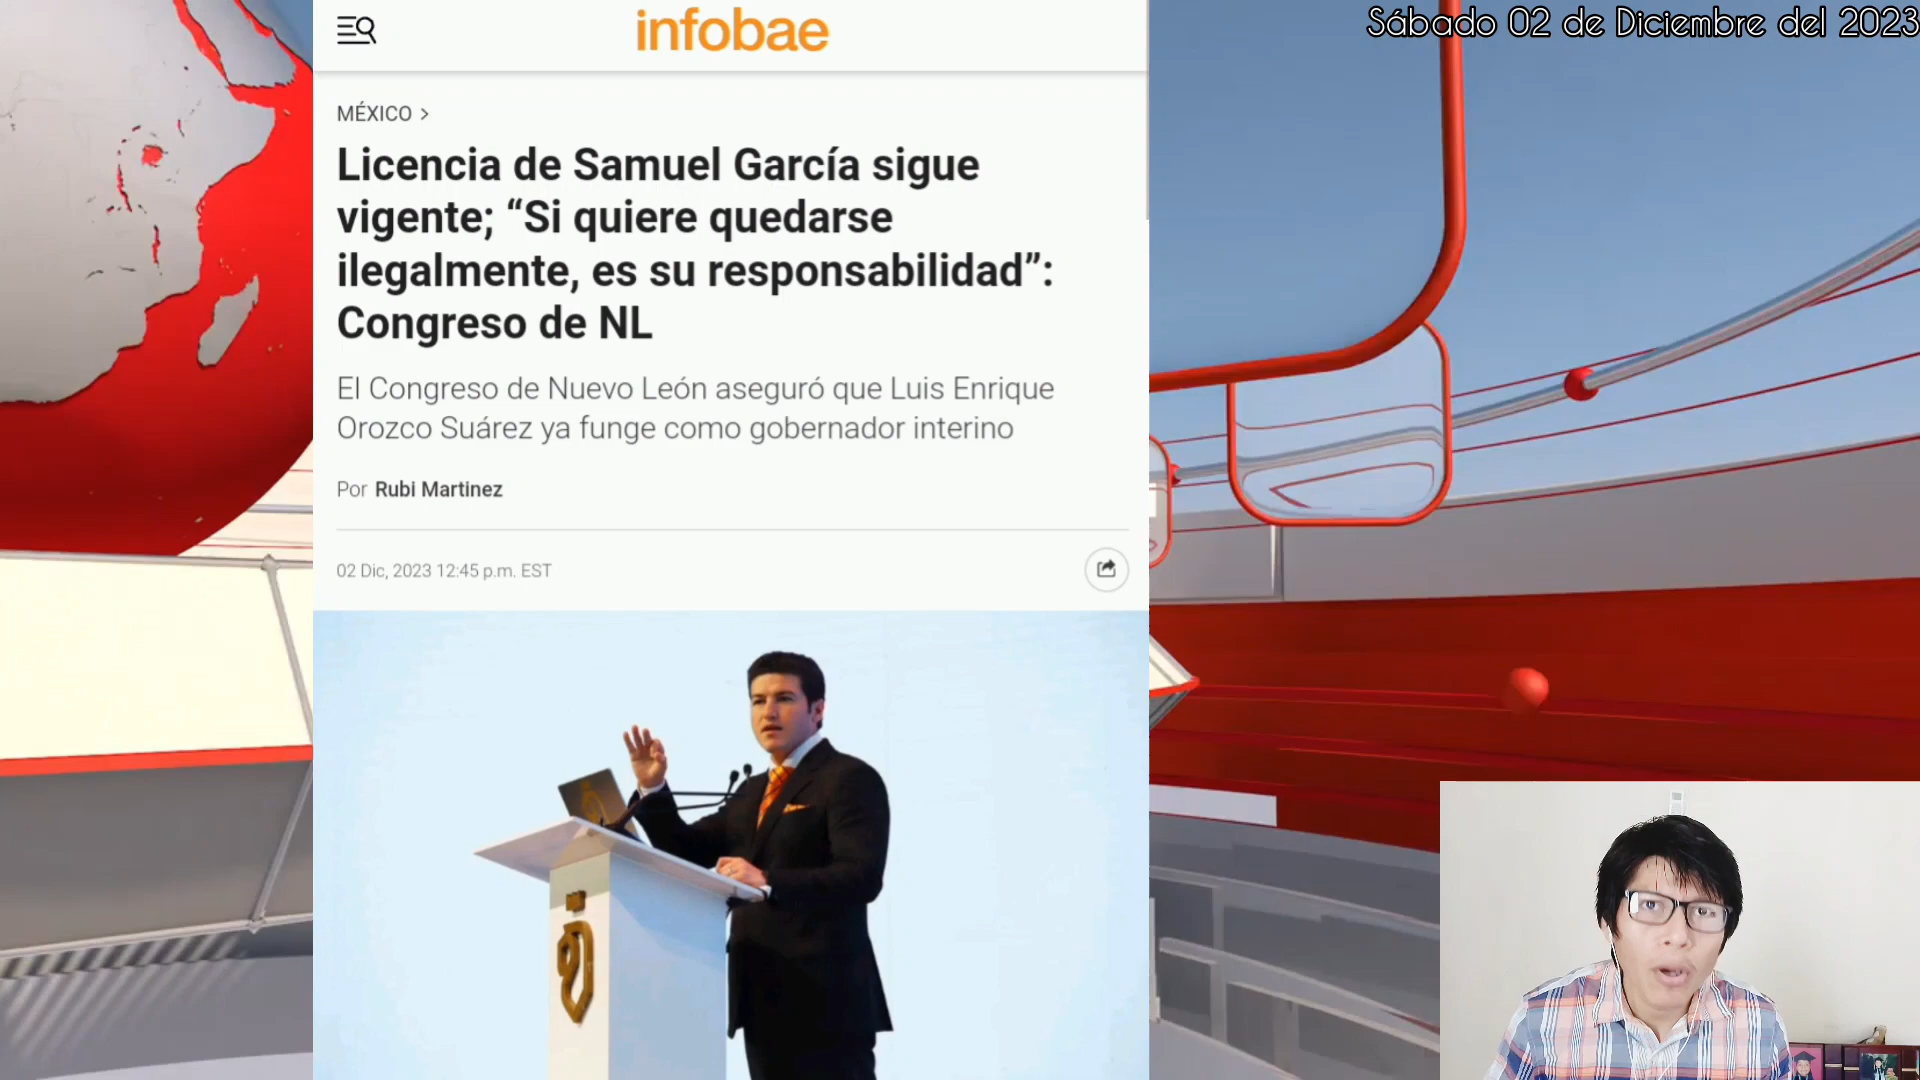 Sábado 02 de Diciembre del 2023
infobae
MÉXICO >
Licencia de Samuel García sigue
vigente; “Si quiere quedarse
ilegalmente, es su responsabilidad”:
Congreso de NL
El Congreso de Nuevo León aseguró que Luis Enrique
Orozco Suárez ya funge como gobernador interino
Por Rubi Martinez
02 Dic, 2023 12:45 p.m. EST